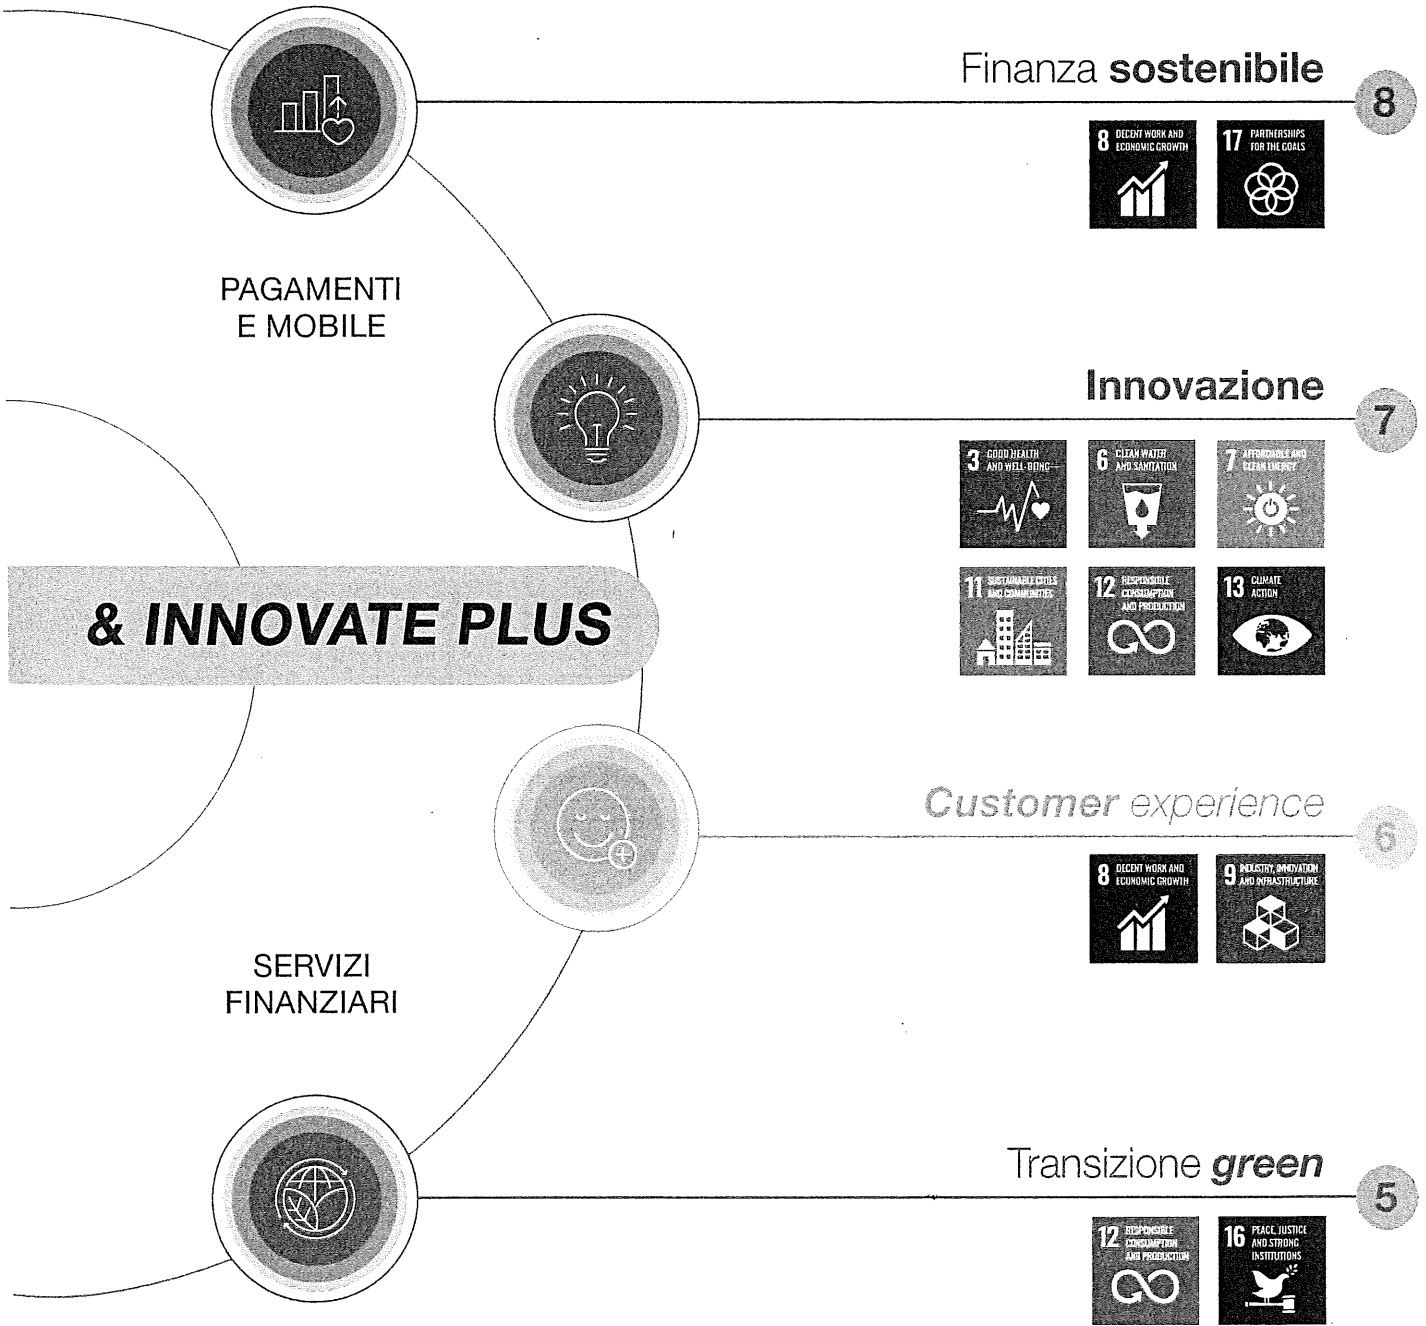 Finanza sostenibile
8
8 DECENT WORK AND
ECONOMIC GROWTH
17 PARTNERSHIPS
FOR THE GOALS
PAGAMENTI
E MOBILE
Innovazione
7
3 GOOD HEALTH
AND WELL-BEING
6 CLEAN WATER
AND SANITATION
7 AFFORDABLE AND
CLEAN ENERGY
11 SUSTAINABLE CITIES
AND COMMUNITIES
12 RESPONSIBLE
CONSUMPTION
AND PRODUCTION
13 CLIMATE
ACTION
& INNOVATE PLUS
Customer experience
6
8 DECENT WORK AND
ECONOMIC GROWTH
9 INDUSTRY, INNOVATION
AND INFRASTRUCTURE
SERVIZI
FINANZIARI
Transizione green
5
12 RESPONSIBLE
CONSUMPTION
AND PRODUCTION
16 PEACE, JUSTICE
AND STRONG
INSTITUTIONS